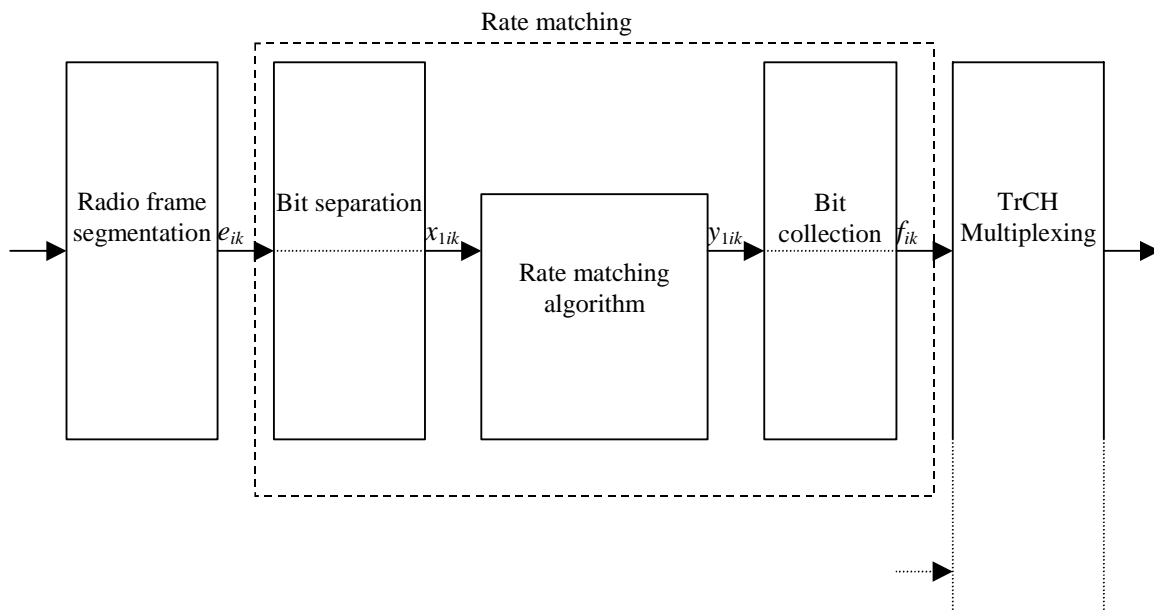 Rate matching
Radio frame
segmentation
e_ik
Bit separation
x_1ik
Rate matching
algorithm
y_1ik
Bit
collection
f_ik
TrCH
Multiplexing